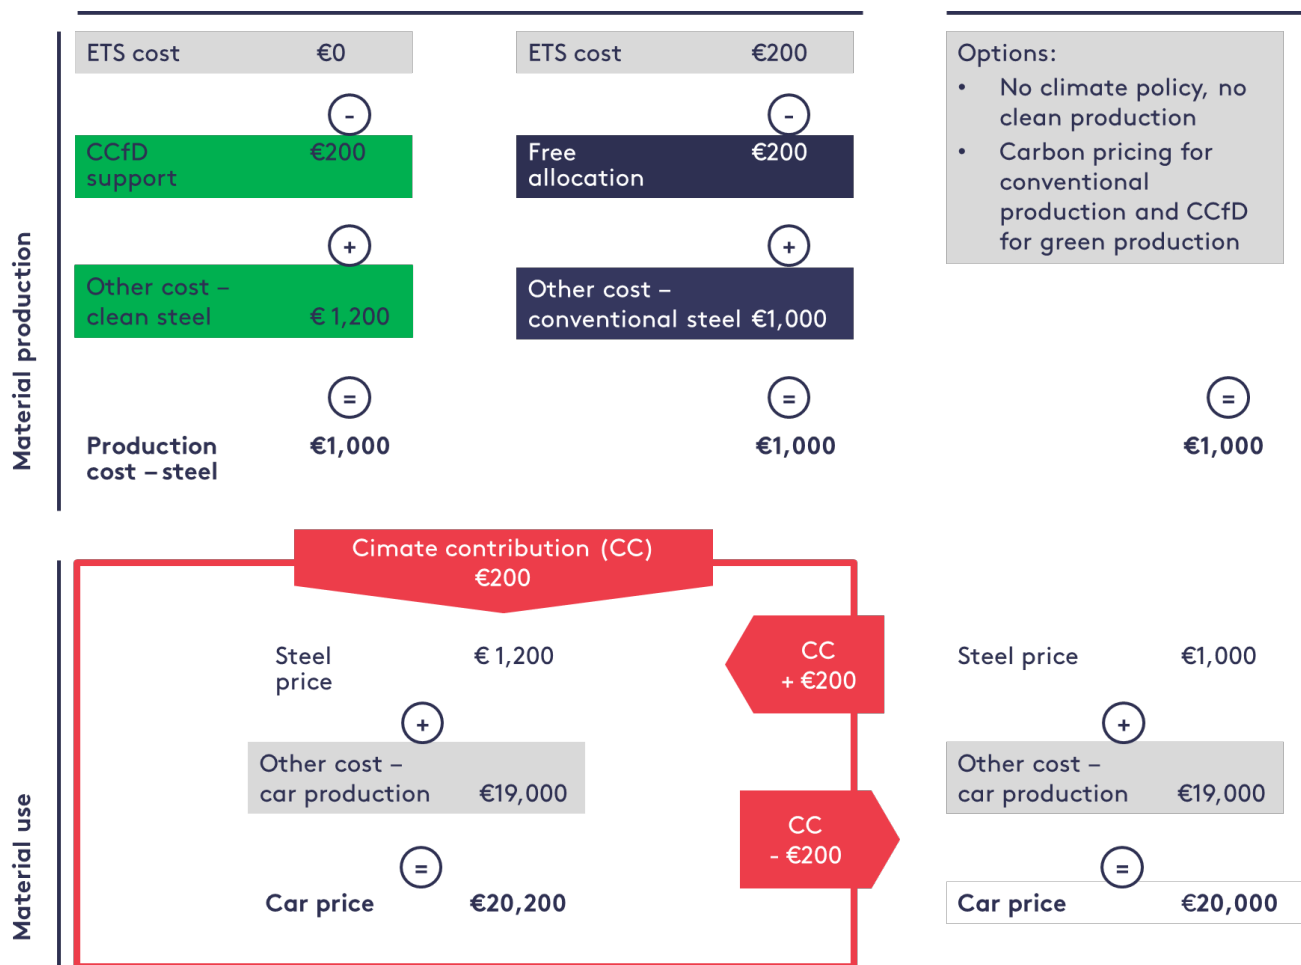 ETS cost €0
-
CCfD €200
support
+
Other cost –
clean steel € 1,200
=
Production €1,000
cost – steel
ETS cost €200
-
Free €200
allocation
+
Other cost –
conventional steel €1,000
=
€1,000
Options:
• No climate policy, no
clean production
• Carbon pricing for
conventional
production and CCfD
for green production
=
€1,000
Material production
Cimate contribution (CC)
€200
Steel € 1,200
price
+
Other cost –
car production €19,000
=
Car price €20,200
CC
+ €200
CC
- €200
Steel price €1,000
+
Other cost –
car production €19,000
=
Car price €20,000
Material use